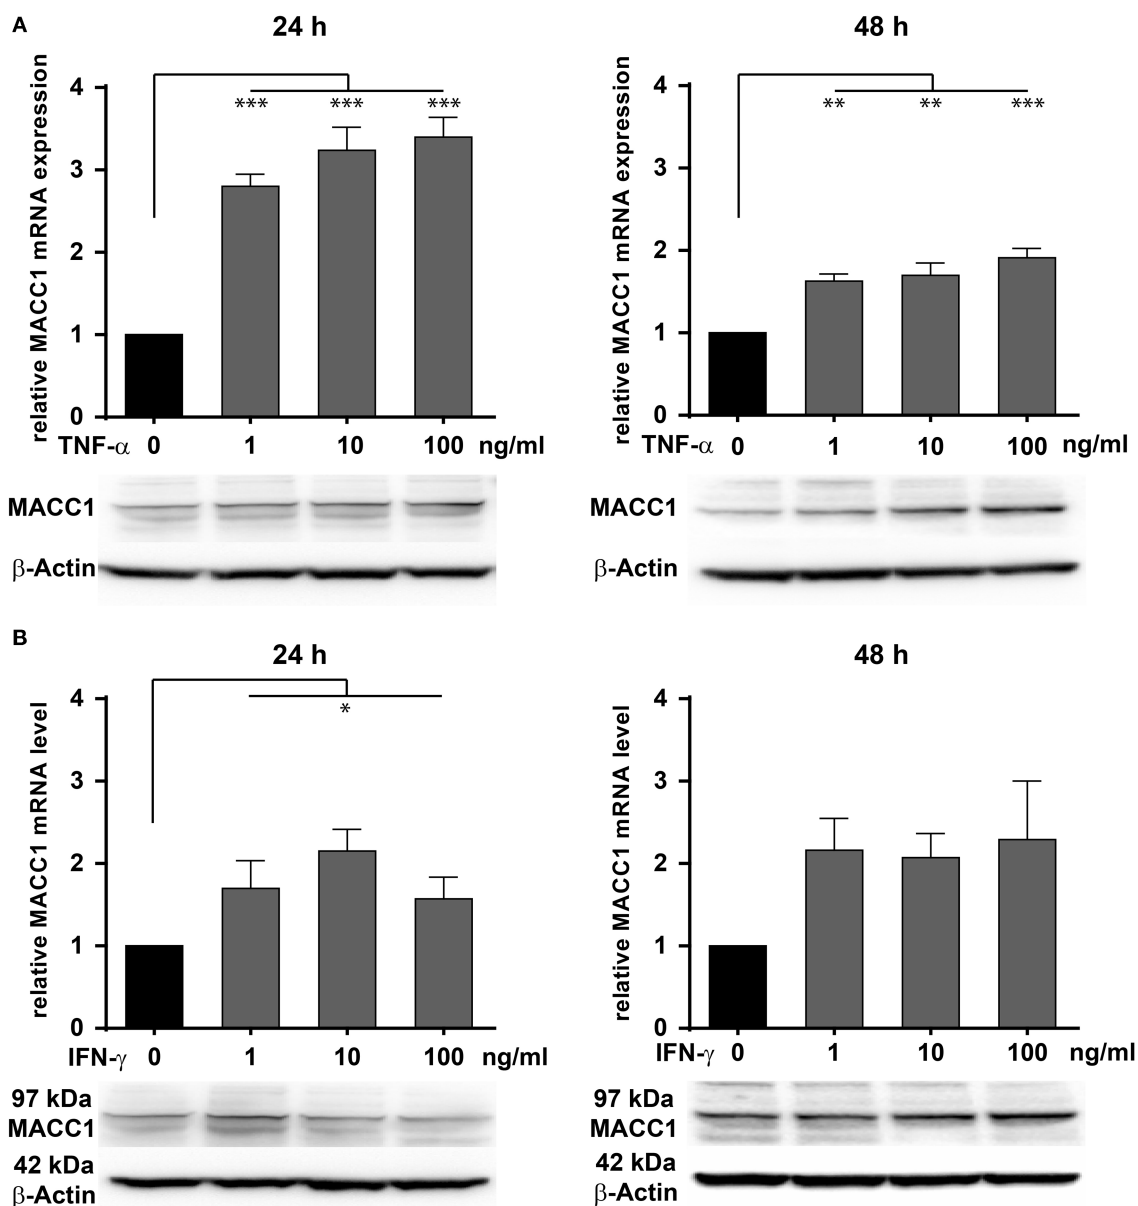 A
24 h
48 h
relative MACC1 mRNA expression
4
3
2
1
0
*** *** ***
TNF-α 0 1 10 100 ng/ml
relative MACC1 mRNA expression
4
3
2
1
0
** ** ***
TNF-α 0 1 10 100 ng/ml
MACC1
β-Actin
MACC1
β-Actin
B
24 h
48 h
relative MACC1 mRNA level
4
3
2
1
0
*
IFN-γ 0 1 10 100 ng/ml
relative MACC1 mRNA level
4
3
2
1
0
IFN-γ 0 1 10 100 ng/ml
97 kDa
MACC1
42 kDa
β-Actin
97 kDa
MACC1
42 kDa
β-Actin